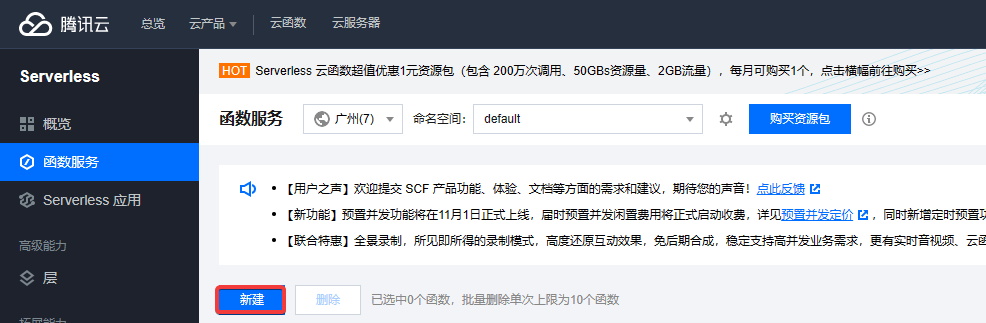 腾讯云 总览 云产品 云函数 云服务器
Serverless
概览
函数服务
Serverless 应用
高级能力
层
拓展能力
HOT Serverless 云函数超值优惠1元资源包（包含 200万次调用、50GBs资源量、2GB流量），每月可购买1个，点击横幅前往购买>>
函数服务 广州(7) 命名空间： default 购买资源包
• 【用户之声】欢迎提交 SCF 产品功能、体验、文档等方面的需求和建议，期待您的声音！点此反馈
• 【新功能】预置并发功能将在11月1日正式上线，届时预置并发闲置费用将正式启动收费，详见预置并发定价 ，同时新增定时预置功
• 【联合特惠】全景录制，所见即所得的录制模式，高度还原互动效果，免后期合成，稳定支持高并发业务需求，更有实时音视频、云函
新建 删除 已选中0个函数，批量删除单次上限为10个函数